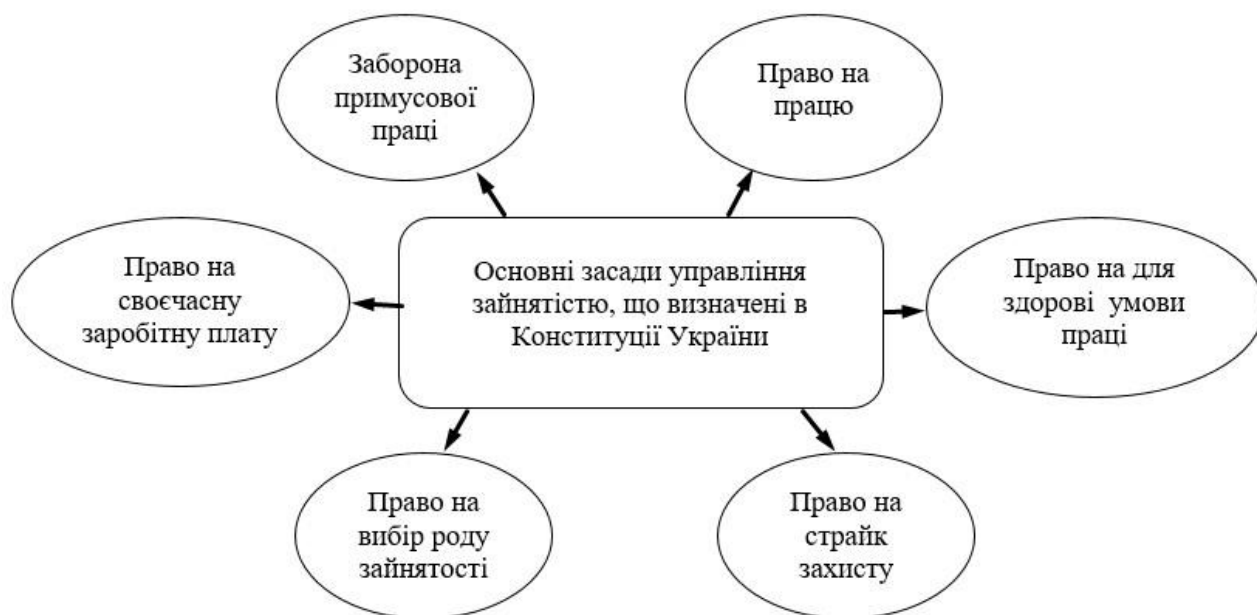 Заборона
примусової
праці
Право на
працю
Право на
своєчасну
заробітну плату
Основні засади управління
зайнятістю, що визначені в
Конституції України
Право на для
здорові умови
праці
Право на
вибір роду
зайнятості
Право на
страйк
захисту